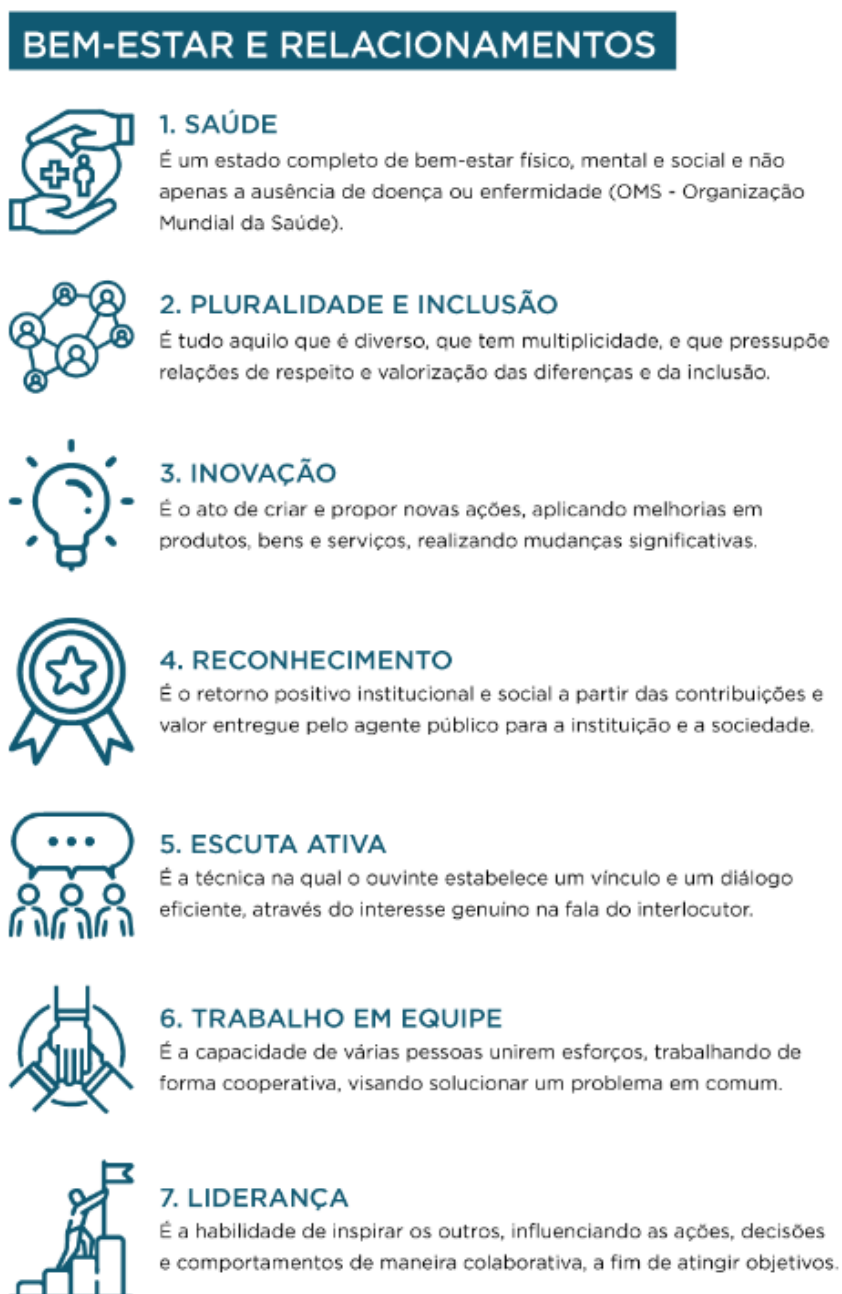 BEM-ESTAR E RELACIONAMENTOS
1. SAÚDE
É um estado completo de bem-estar físico, mental e social e não
apenas a ausência de doença ou enfermidade (OMS - Organização
Mundial da Saúde).
2. PLURALIDADE E INCLUSÃO
É tudo aquilo que é diverso, que tem multiplicidade, e que pressupõe
relações de respeito e valorização das diferenças e da inclusão.
3. INOVAÇÃO
É o ato de criar e propor novas ações, aplicando melhorias em
produtos, bens e serviços, realizando mudanças significativas.
4. RECONHECIMENTO
É o retorno positivo institucional e social a partir das contribuições e
valor entregue pelo agente público para a instituição e a sociedade.
5. ESCUTA ATIVA
É a técnica na qual o ouvinte estabelece um vínculo e um diálogo
eficiente, através do interesse genuíno na fala do interlocutor.
6. TRABALHO EM EQUIPE
É a capacidade de várias pessoas unirem esforços, trabalhando de
forma cooperativa, visando solucionar um problema em comum.
7. LIDERANÇA
É a habilidade de inspirar os outros, influenciando as ações, decisões
e comportamentos de maneira colaborativa, a fim de atingir objetivos.